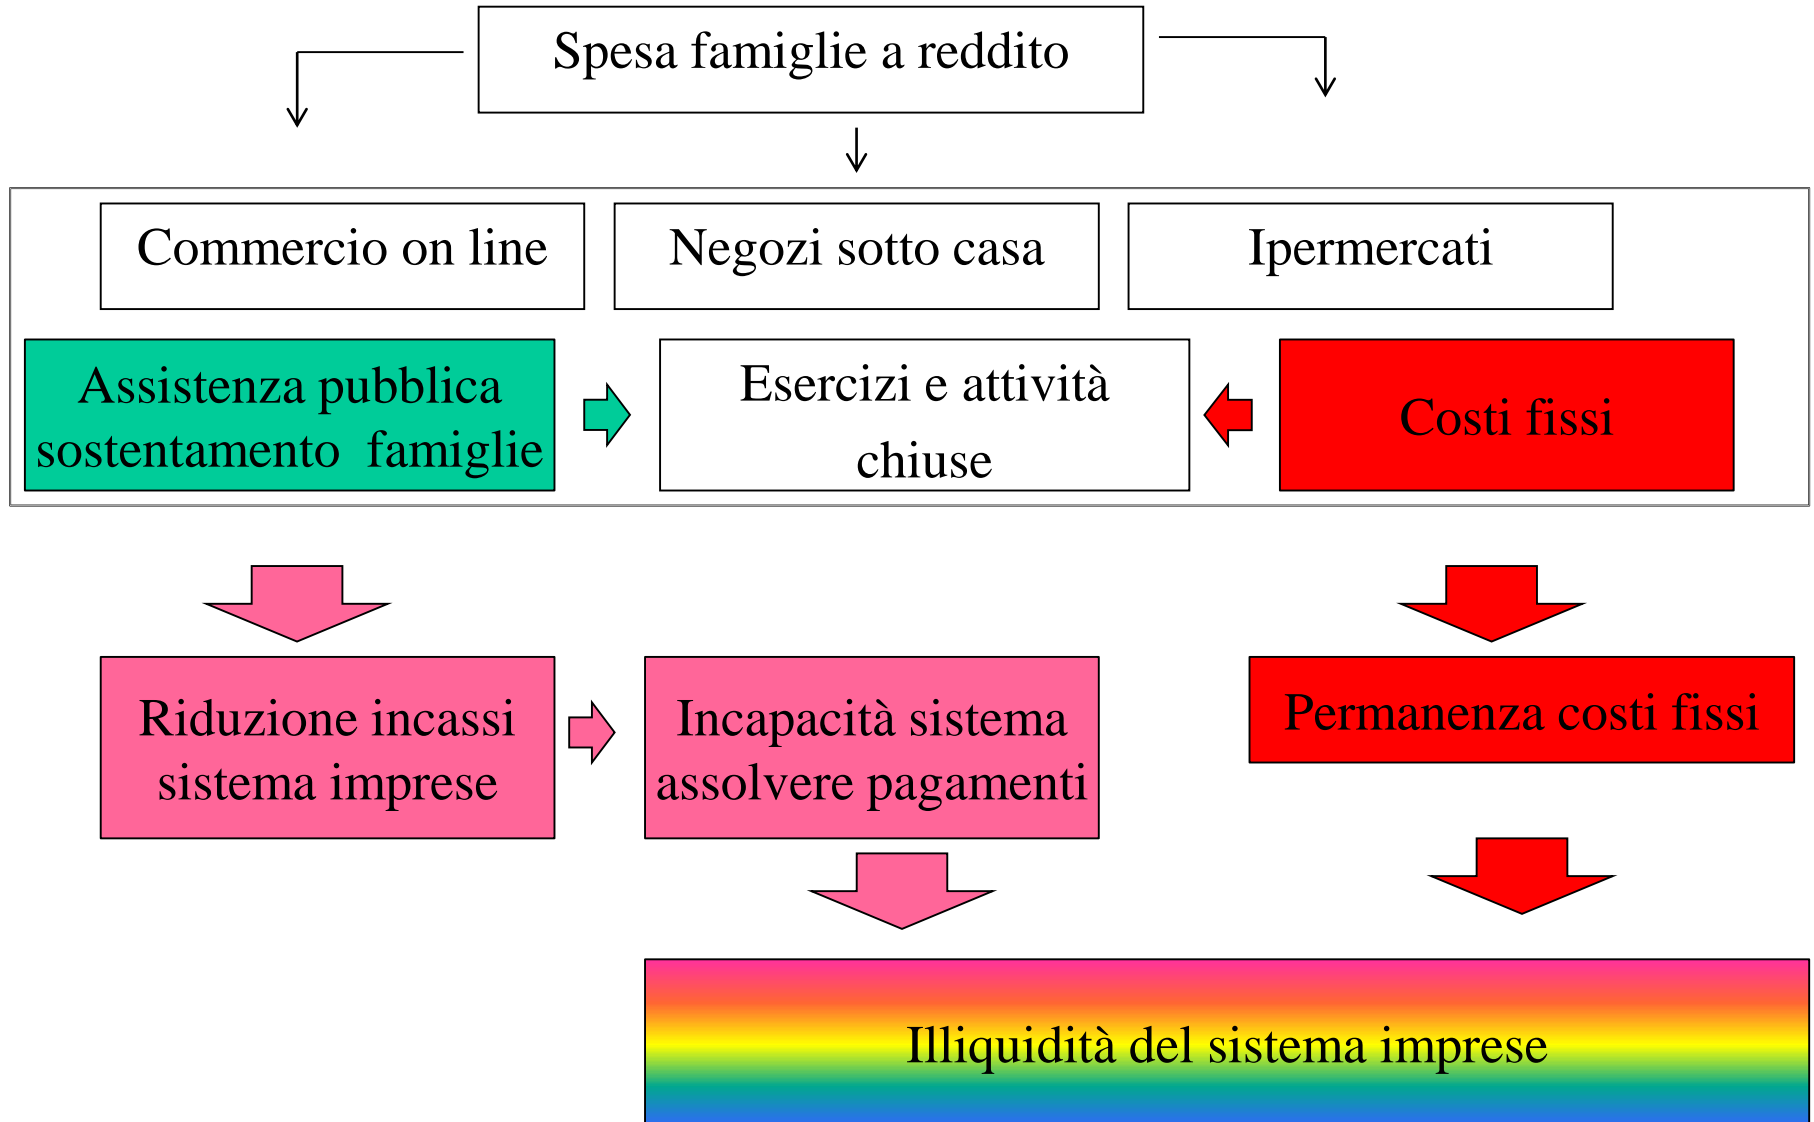 Spesa famiglie a reddito
Commercio on line
Negozi sotto casa
Ipermercati
Assistenza pubblica
sostentamento  famiglie
Esercizi e attività
chiuse
Costi fissi
Riduzione incassi
sistema imprese
Incapacità sistema
assolvere pagamenti
Permanenza costi fissi
Illiquidità del sistema imprese